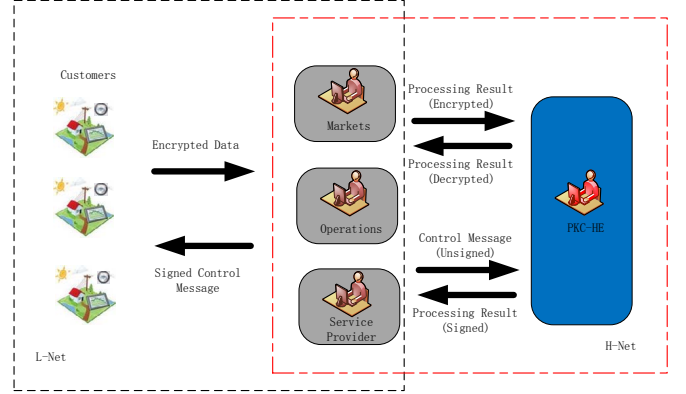 Customers
Encrypted Data
Signed Control
Message
L-Net
Markets
Operations
Service
Provider
Processing Result
(Encrypted)
Processing Result
(Decrypted)
Control Message
(Unsigned)
Processing Result
(Signed)
PKC-HE
H-Net